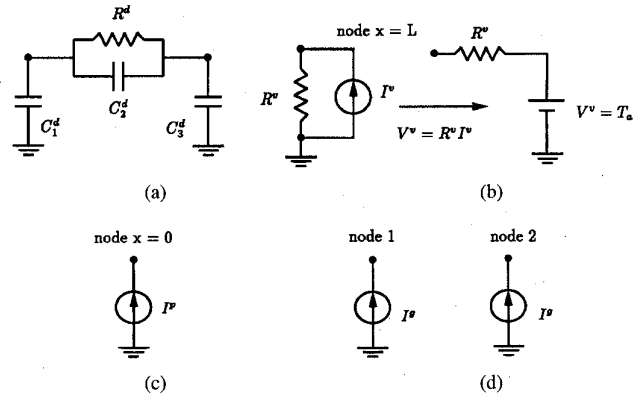 R^d
C_1^d
C_2^d
C_3^d
(a)
node x = L
R^v
I^v
V^v = R^v I^v
R^v
V^v = T_a
(b)
node x = 0
I^p
(c)
node 1
I^g
node 2
I^g
(d)